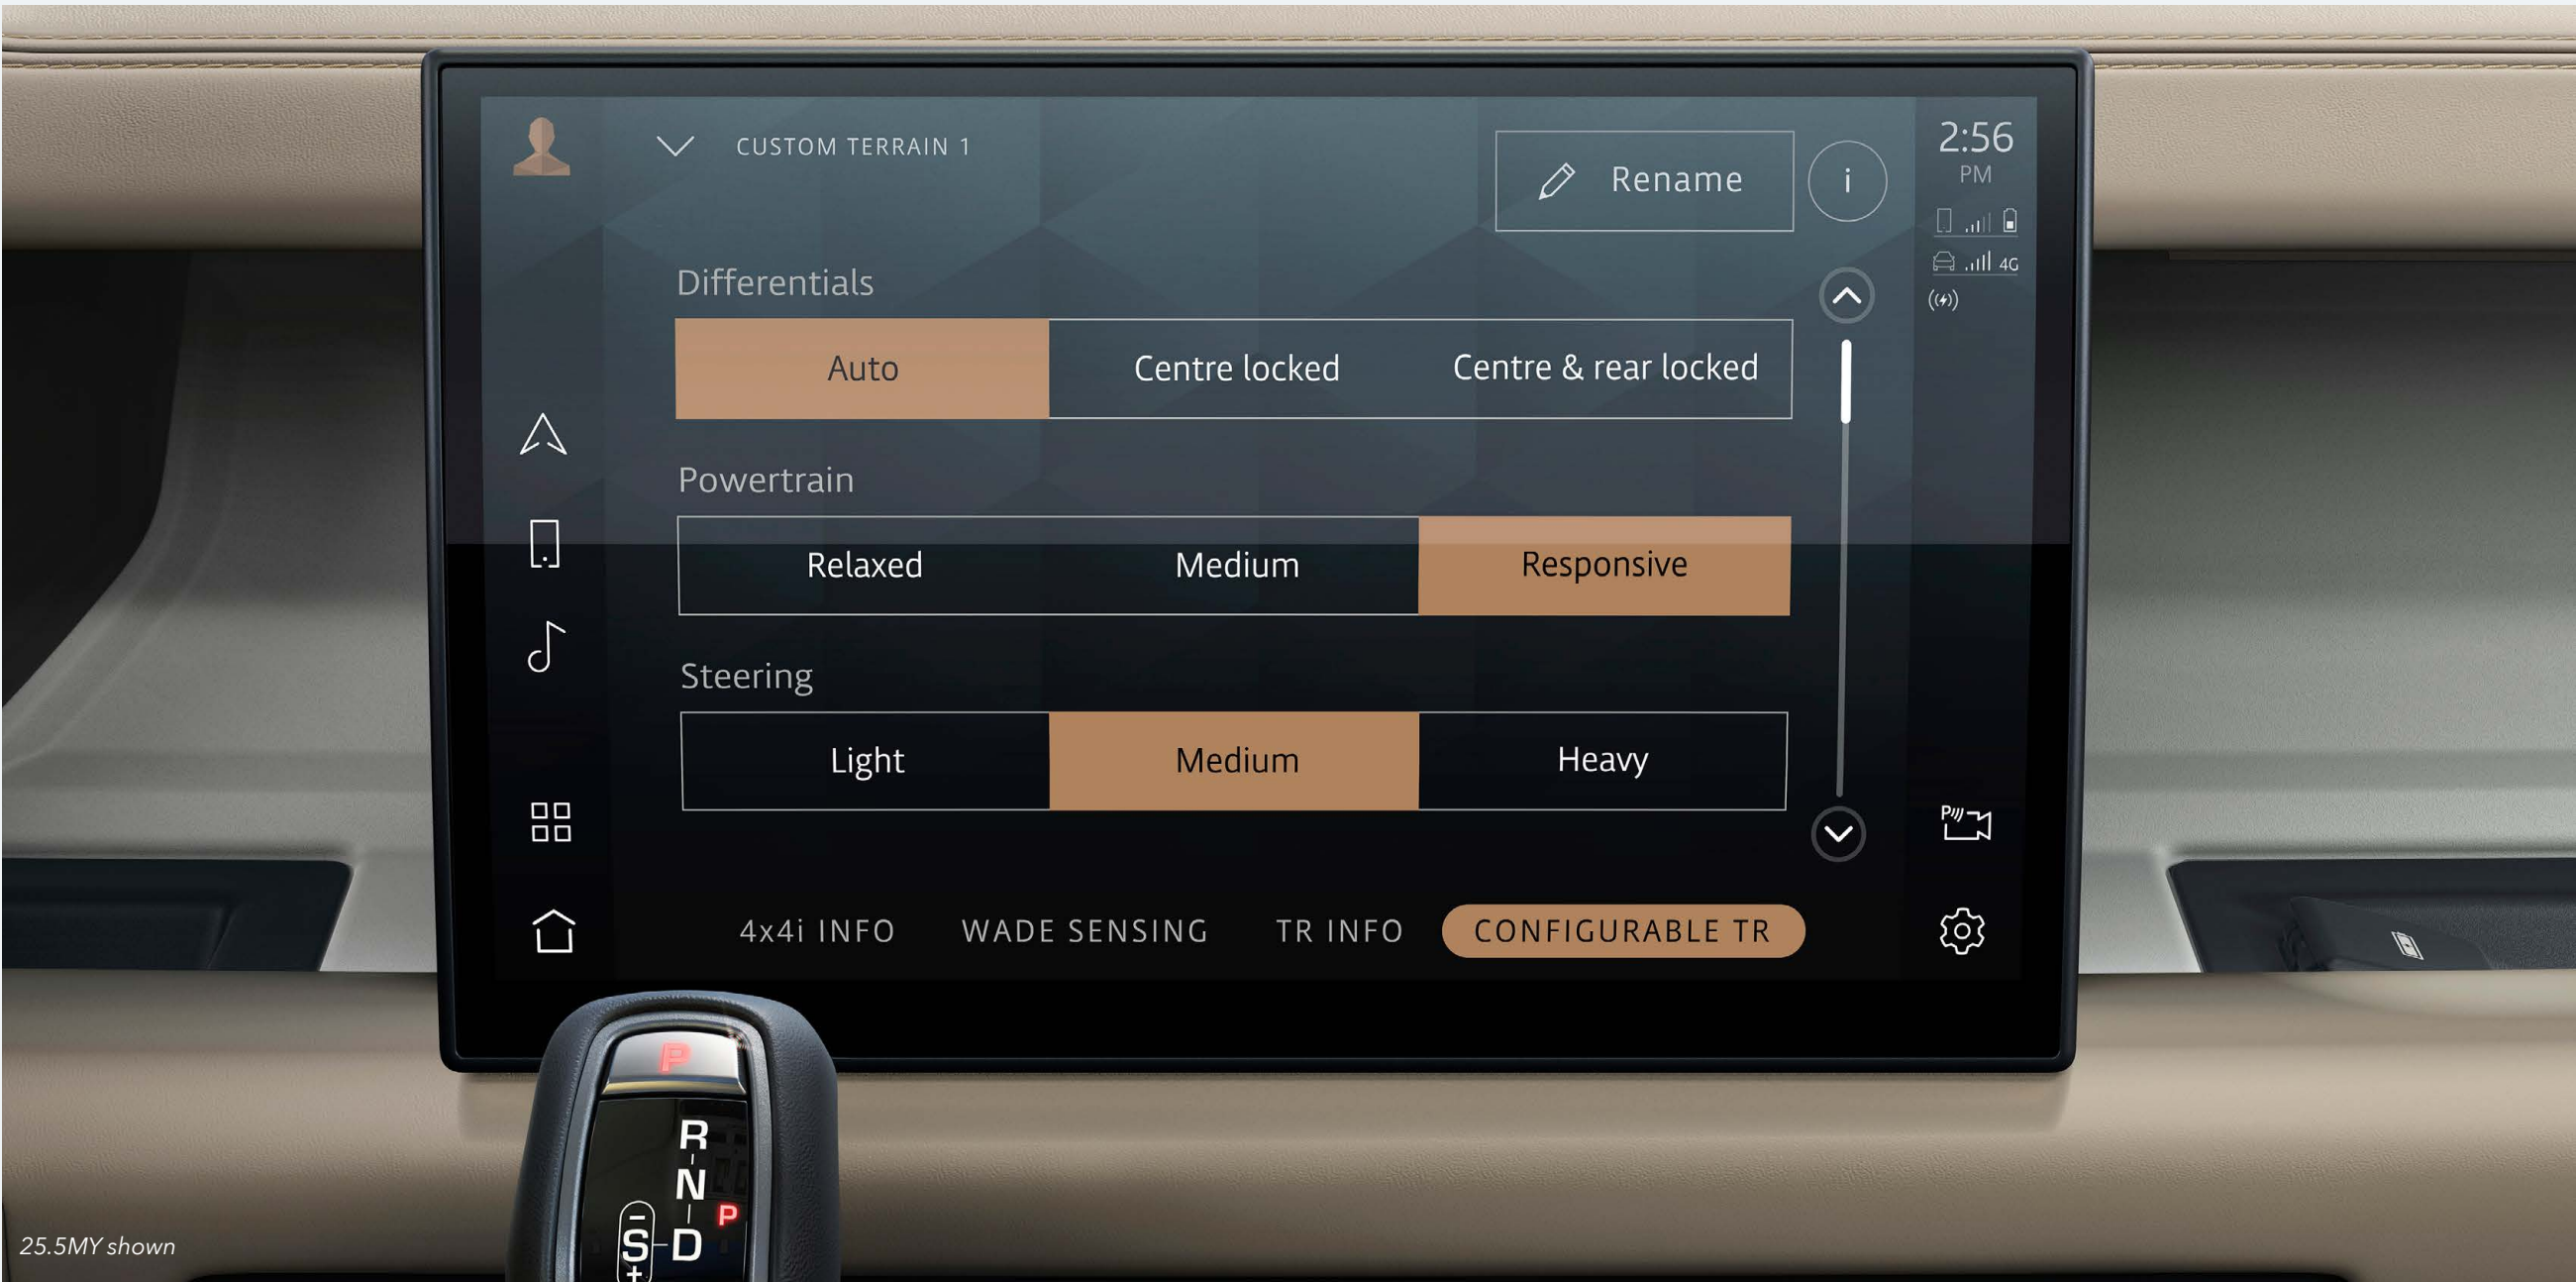 CUSTOM TERRAIN 1
Rename
i
2:56
PM
4G
Differentials
Auto Centre locked Centre & rear locked
Powertrain
Relaxed Medium Responsive
Steering
Light Medium Heavy
P
4x4i INFO WADE SENSING TR INFO CONFIGURABLE TR
P
R
N
P
S D
25.5MY shown